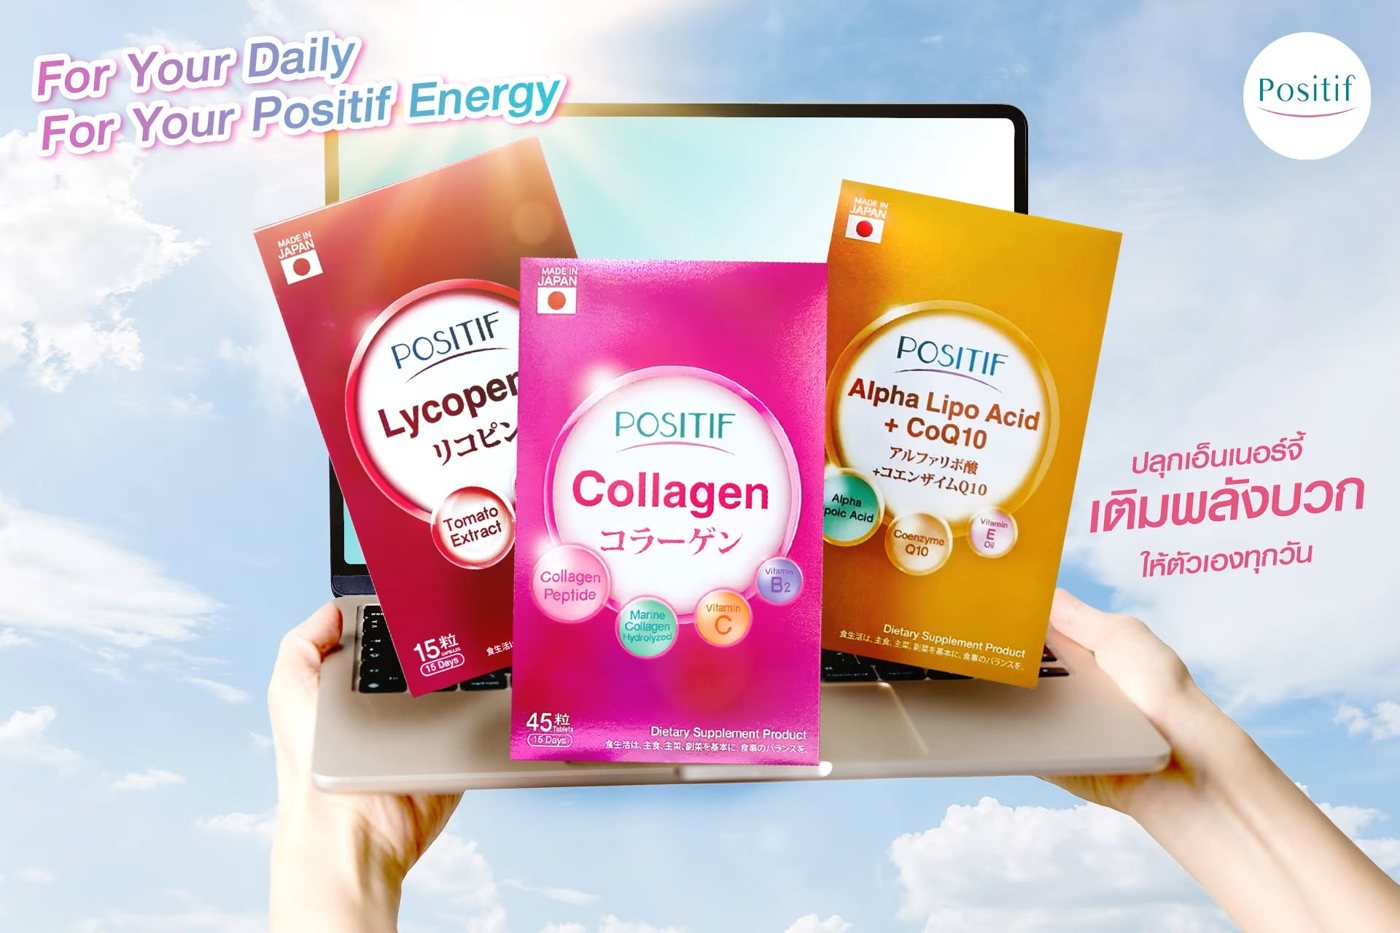 For Your Daily
For Your Positif Energy
Positif
MADE IN
JAPAN
POSITIF
Lycopen
リコピン
Tomato
Extract
15粒
CAPSULES
15 Days
食生活は、
MADE IN
JAPAN
POSITIF
Collagen
コラーゲン
Collagen
Peptide
Marine
Collagen
Hydrolyzed
Vitamin
C
Vitamin
B2
45粒
Tablets
15 Days
Dietary Supplement Product
食生活は、主食、主菜、副菜を基本に、食事のバランスを。
MADE IN
JAPAN
POSITIF
Alpha Lipo Acid
+ CoQ10
アルファリポ酸
+コエンザイムQ10
Alpha
poic Acid
Coenzyme
Q10
Vitamin
E
Oil
Dietary Supplement Product
食生活は、主食、主菜、副菜を基本に、食事のバランスを。
ปลุกเอ็นเนอร์จี้
เติมพลังบวก
ให้ตัวเองทุกวัน